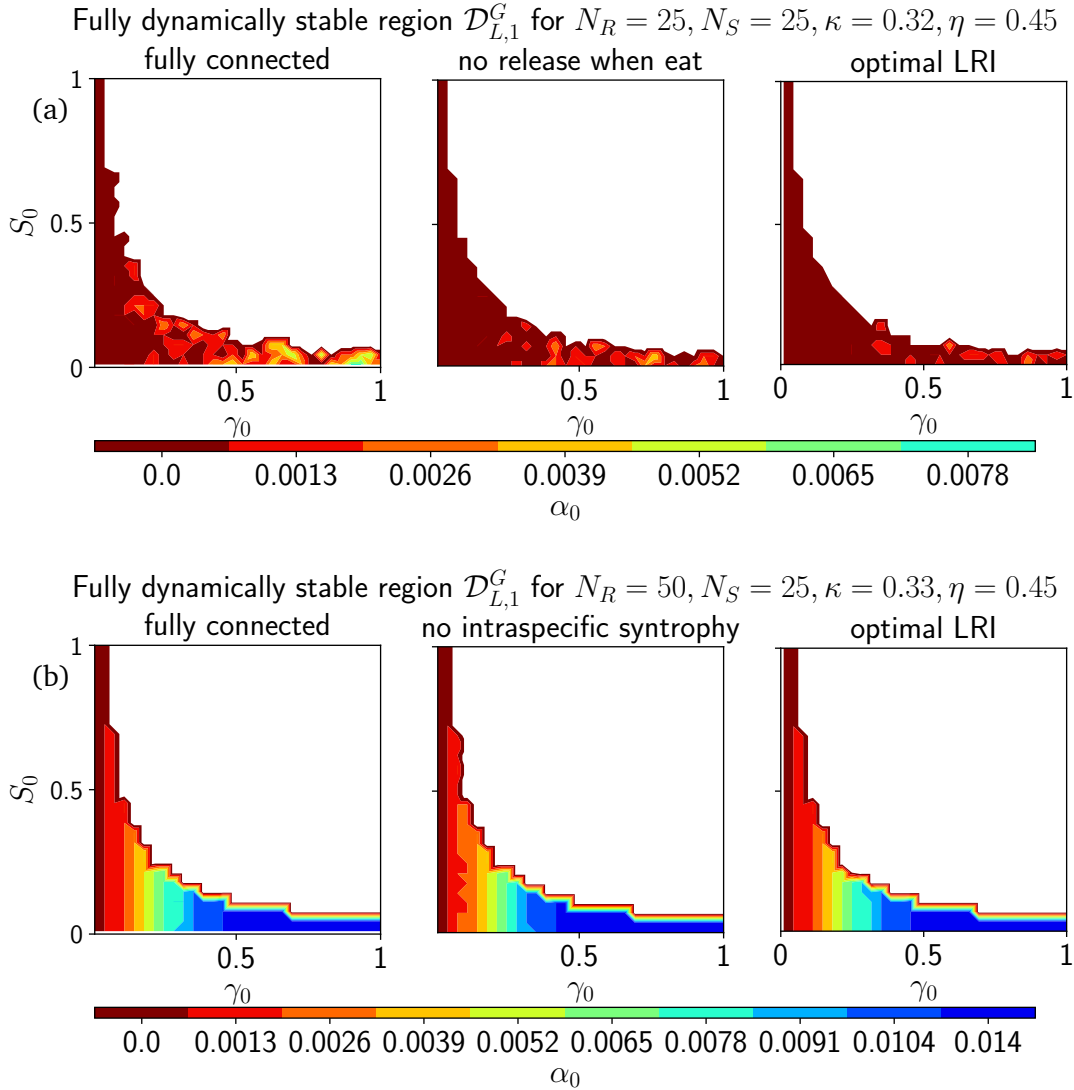 Fully dynamically stable region $\mathcal{D}_{L,1}^{G}$ for $N_R = 25, N_S = 25, \kappa = 0.32, \eta = 0.45$
fully connected no release when eat optimal LRI
(a)
1
0.5
0
$S_0$
0.5 1 0.5 1 0 0.5 1
$\gamma_0$ $\gamma_0$ $\gamma_0$
0.0 0.0013 0.0026 0.0039 0.0052 0.0065 0.0078
$\alpha_0$
Fully dynamically stable region $\mathcal{D}_{L,1}^{G}$ for $N_R = 50, N_S = 25, \kappa = 0.33, \eta = 0.45$
fully connected no intraspecific syntrophy optimal LRI
(b)
1
0.5
0
$S_0$
0.5 1 0.5 1 0 0.5 1
$\gamma_0$ $\gamma_0$ $\gamma_0$
0.0 0.0013 0.0026 0.0039 0.0052 0.0065 0.0078 0.0091 0.0104 0.014
$\alpha_0$